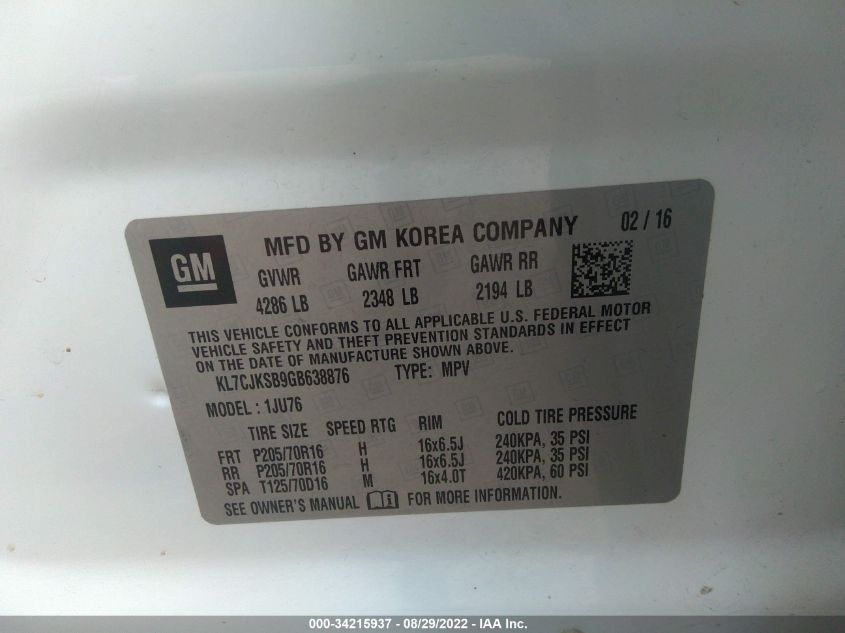 GM
MFD BY GM KOREA COMPANY 02 / 16
GVWR GAWR FRT GAWR RR
4286 LB 2348 LB 2194 LB
THIS VEHICLE CONFORMS TO ALL APPLICABLE U.S. FEDERAL MOTOR
VEHICLE SAFETY AND THEFT PREVENTION STANDARDS IN EFFECT
ON THE DATE OF MANUFACTURE SHOWN ABOVE.
KL7CJKSB9GB638876 TYPE: MPV
MODEL : 1JU76
TIRE SIZE SPEED RTG RIM COLD TIRE PRESSURE
FRT P205/70R16 H 16x6.5J 240KPA, 35 PSI
RR P205/70R16 H 16x6.5J 240KPA, 35 PSI
SPA T125/70D16 M 16x4.0T 420KPA, 60 PSI
SEE OWNER'S MANUAL FOR MORE INFORMATION.
000-34215937 - 08/29/2022 - IAA Inc.